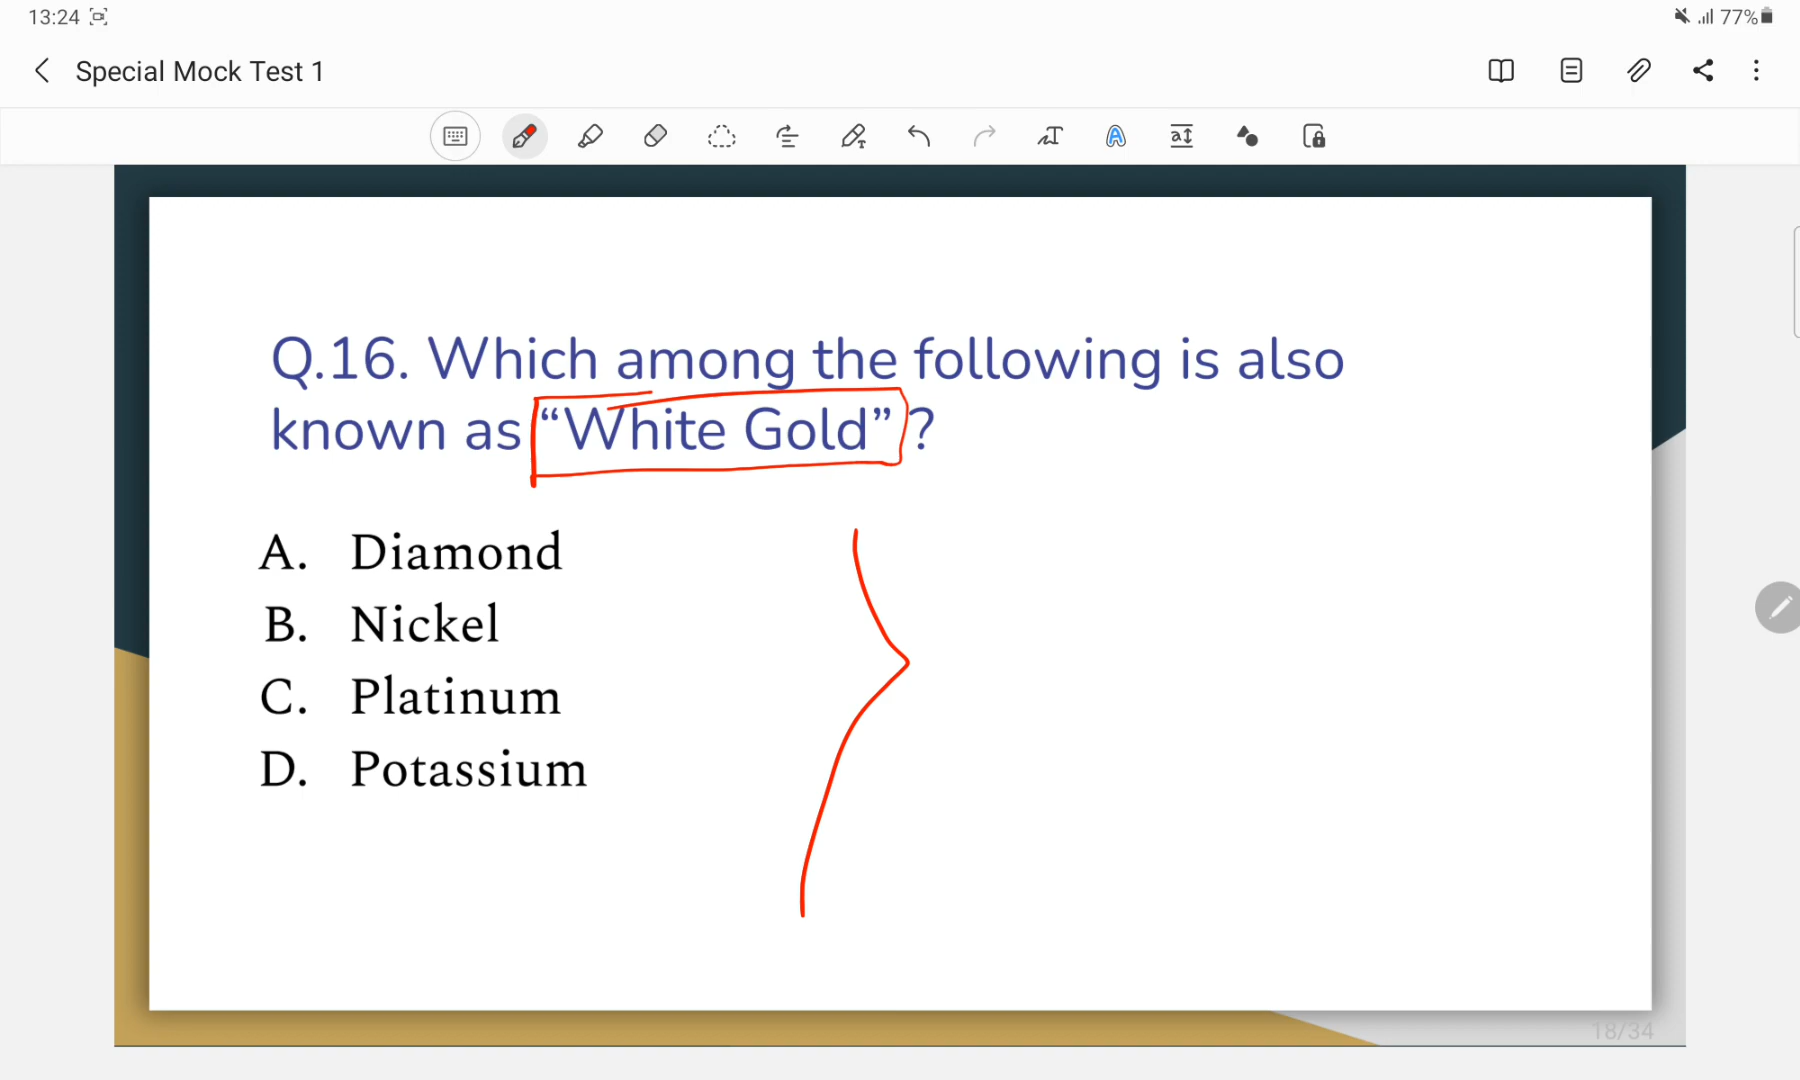 13:24
77%
Special Mock Test 1
Q.16. Which among the following is also
known as “White Gold” ?
A. Diamond
B. Nickel
C. Platinum
D. Potassium
18/34